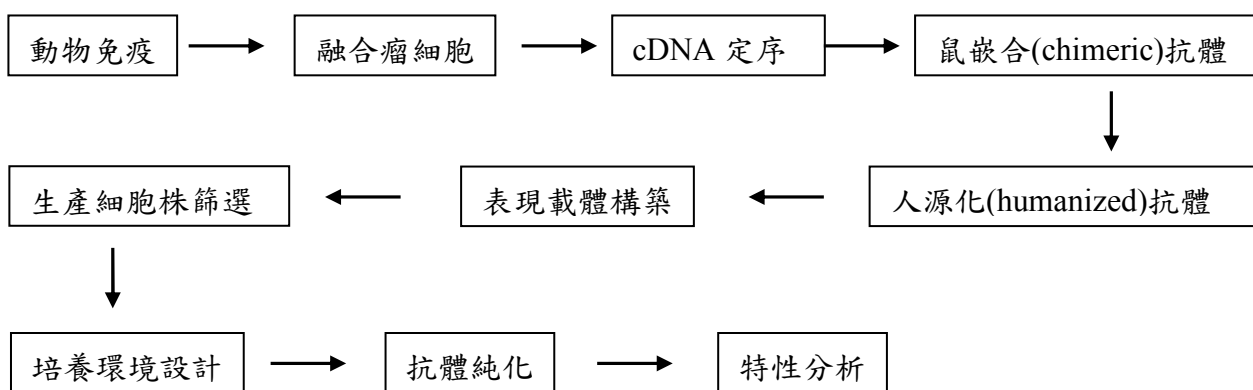 動物免疫
融合瘤細胞
cDNA 定序
鼠嵌合(chimeric)抗體
人源化(humanized)抗體
表現載體構築
生產細胞株篩選
培養環境設計
抗體純化
特性分析